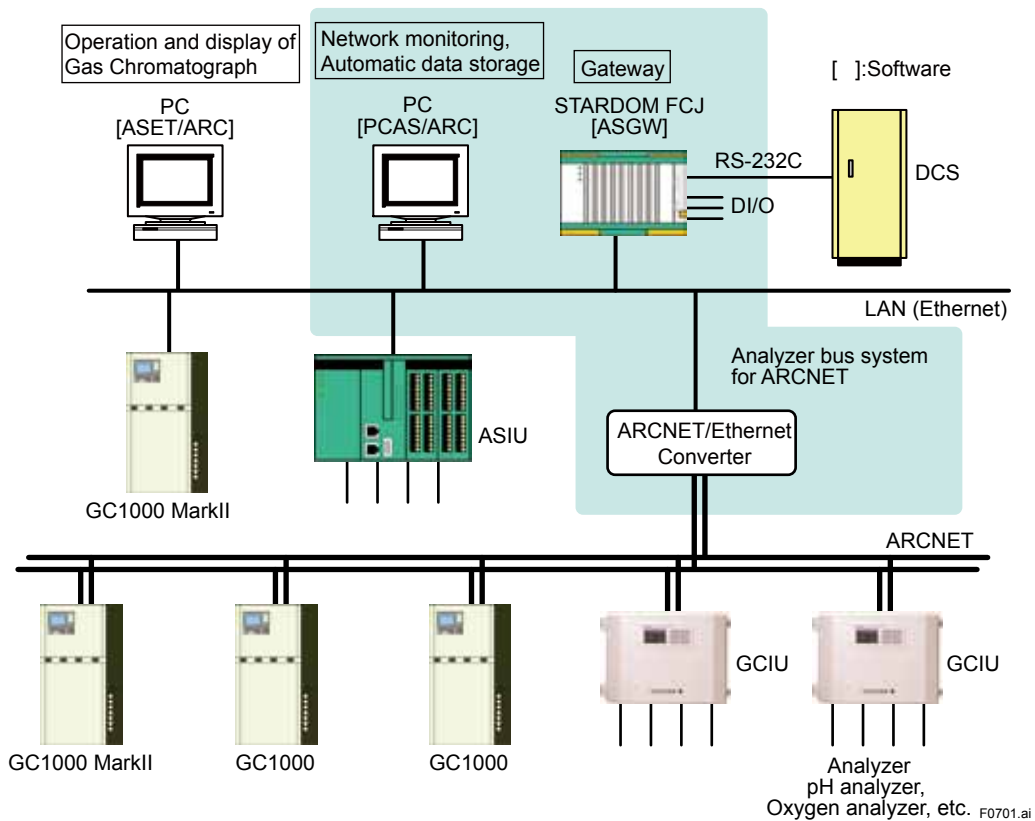 Operation and display of
Gas Chromatograph
Network monitoring,
Automatic data storage
Gateway
[   ]:Software
PC
[ASET/ARC]
PC
[PCAS/ARC]
STARDOM FCJ
[ASGW]
RS-232C
DCS
DI/O
LAN (Ethernet)
Analyzer bus system
for ARCNET
ASIU
ARCNET/Ethernet
Converter
GC1000 MarkII
ARCNET
GCIU
GCIU
GC1000 MarkII
GC1000
GC1000
Analyzer
pH analyzer,
Oxygen analyzer, etc.
F0701.ai